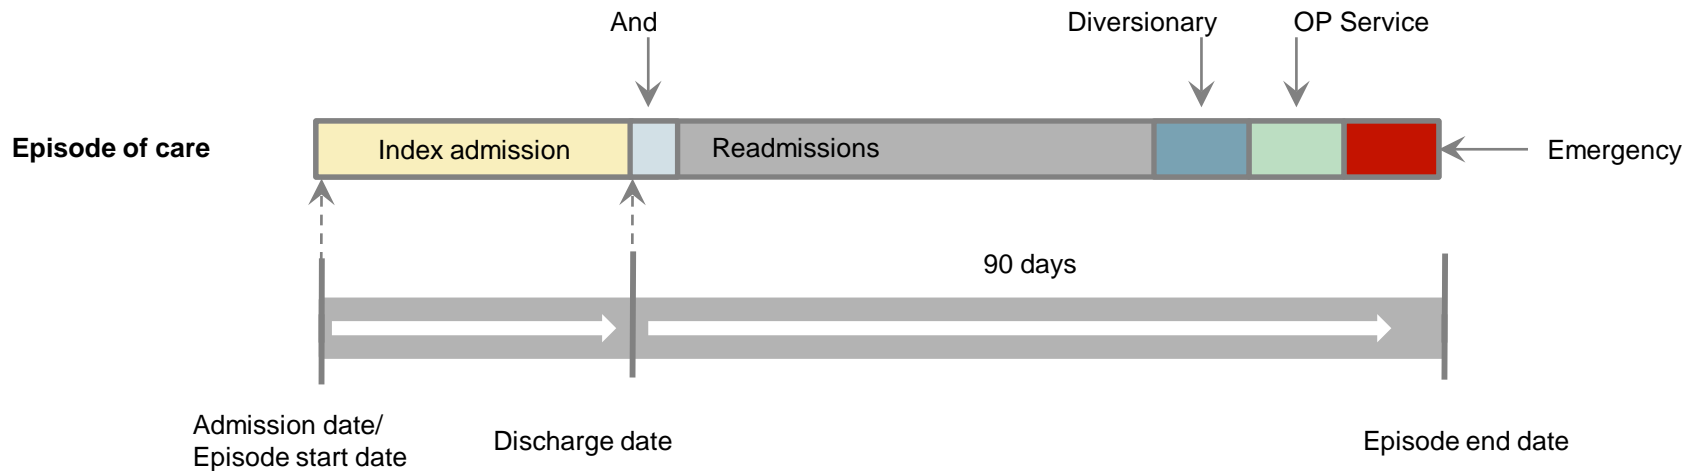 And
Diversionary
OP Service
Episode of care
Index admission
Readmissions
Emergency
90 days
Admission date/
Episode start date
Discharge date
Episode end date